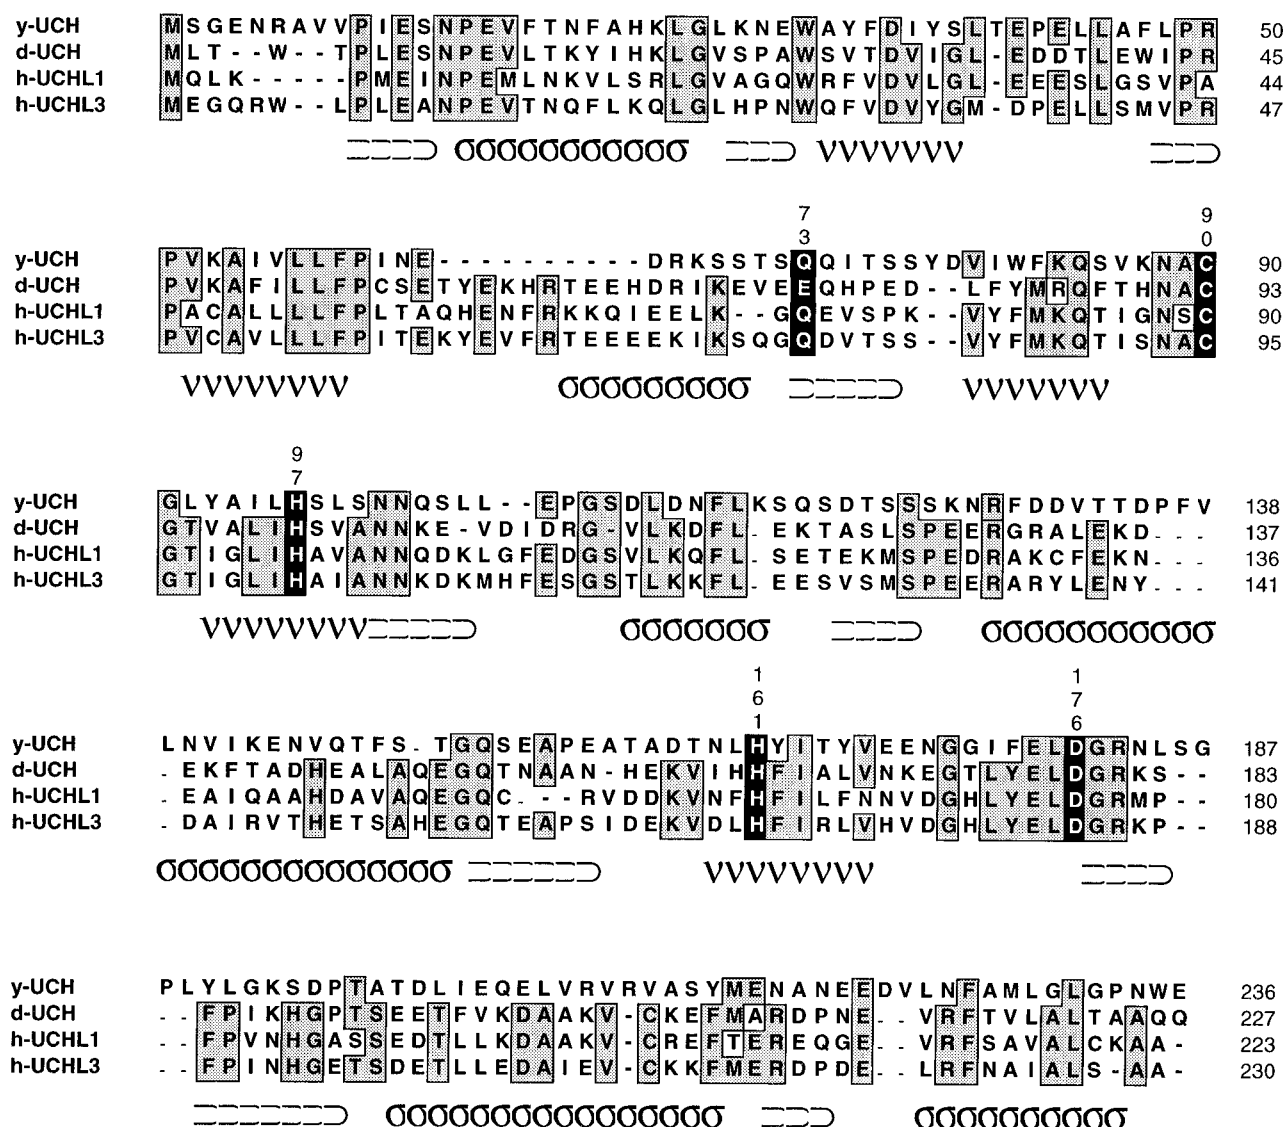 y-UCH MSGENRAVVPIESNPEVFTNFAHKLGLKNEWAYFDIYSLTEPELLAFLPR 50
d-UCH MLT--W--TPLESNPEVLTKYIHKLGVSPAWSVTDVIGL-EDDTLEWIPR 45
h-UCHL1 MQLK-----PMEINPEMLNKVLSRLGVAGQWRFVDVLGL-EEESLGSVPA 44
h-UCHL3 MEGQRW--LPLEANPEVTNQFLKQLGLHPNWQFVDVYGM-DPELLSMVPR 47
7 9
3 0
y-UCH PVKAIVLLFPINE----------DRKSSTSQQITSSYDVIWFKQSVKNAC 90
d-UCH PVKAFILLFPCSETYEKHRTEEHDRIKEVEEQHPED--LFYMRQFTHNAC 93
h-UCHL1 PACALLLLFPLTAQHENFRKKQIEELK--GQEVSPK--VYFMKQTIGNSC 90
h-UCHL3 PVCAVLLLFPITEKYEVFRTEEEEKIKSQGQDVTSS--VYFMKQTISNAC 95
9
7
y-UCH GLYAILHSLSNNQSLL--EPGSDLDNFLKSQSDTSSSKNRFDDVTTDPFV 138
d-UCH GTVALIHSVANNKE-VDIDRG-VLKDFL-EKTASLSPEERGRALEKD--- 137
h-UCHL1 GTIGLIHAVANNQDKLGFEDGSVLKQFL-SETEKMSPEDRAKCFEKN--- 136
h-UCHL3 GTIGLIHAIANNKDKMHFESGSTLKKFL-EESVSMSPEERARYLENY--- 141
1 1
6 7
1 6
y-UCH LNVIKENVQTFS-TGQSEAPEATADTNLHYITYVEENGGIFELDGRNLSG 187
d-UCH -EKFTADHEALAQEGQTNAAN-HEKVIHHFIALVNKEGTLYELDGRKS-- 183
h-UCHL1 -EAIQAAHDAVAQEGQC---RVDDKVNFHFILFNNVDGHLYELDGRMP-- 180
h-UCHL3 -DAIRVTHETSAHEGQTEAPSIDEKVDLHFIRLVHVDGHLYELDGRKP-- 188
y-UCH PLYLGKSDPTATDLIEQELVRVRVASYMENANEEDVLNFAMLGLGPNWE 236
d-UCH --FPIKHGPTSEETFVKDAAKV-CKEFMARDPNE--VRFTVLALTAAQQ 227
h-UCHL1 --FPVNHGASSEDTLLKDAAKV-CREFTEREQGE--VRFSAVALCKAA- 223
h-UCHL3 --FPINHGETSDETLLEDAIEV-CKKFMERDPDE--LRFNAIALS-AA- 230